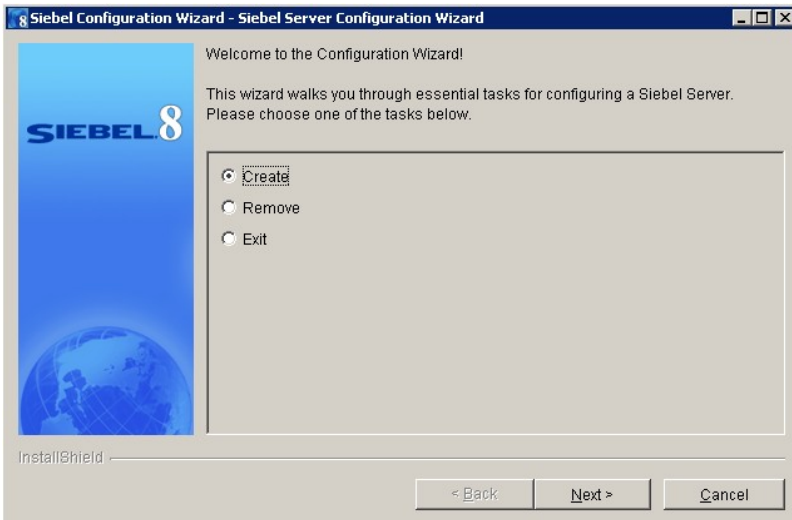 8 Siebel Configuration Wizard - Siebel Server Configuration Wizard
Welcome to the Configuration Wizard!
This wizard walks you through essential tasks for configuring a Siebel Server.
Please choose one of the tasks below.
SIEBEL.8
Create
Remove
Exit
InstallShield
< Back
Next >
Cancel